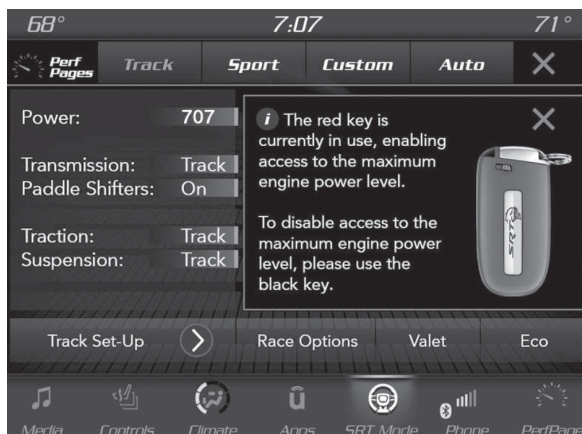 68° 7:07 71°
Perf Pages Track Sport Custom Auto
Power: 707
Transmission: Track
Paddle Shifters: On
Traction: Track
Suspension: Track
i The red key is
currently in use, enabling
access to the maximum
engine power level.
To disable access to the
maximum engine power
level, please use the
black key.
SRT
Track Set-Up Race Options Valet Eco
Media Controls Climate Apps SRT Mode Phone PerfPage